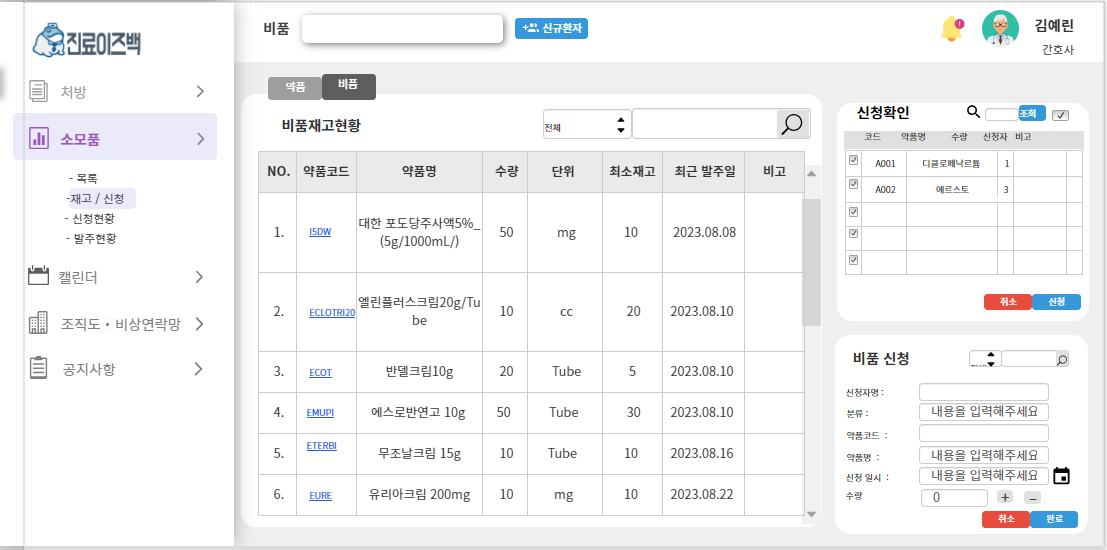 진료이즈백
처방
소모품
- 목록
-재고 / 신청
- 신청현황
- 발주현황
캘린더
조직도・비상연락망
공지사항
비품
신규환자
!
김예린
간호사
약품
비픔
비품재고현황
전체
NO. 약품코드 약품명 수량 단위 최소재고 최근 발주일 비고
1. I5DW 대한 포도당주사액5%_ (5g/1000mL/) 50 mg 10 2023.08.08
2. ECLOTRI20 엘린플러스크림20g/Tu be 10 cc 20 2023.08.10
3. ECOT 반델크림10g 20 Tube 5 2023.08.10
4. EMUPI 에스로반연고 10g 50 Tube 30 2023.08.10
5. ETERBI 무조날크림 15g 10 Tube 10 2023.08.16
6. EURE 유리아크림 200mg 10 mg 10 2023.08.22
신청확인
조회
코드 약품명 수량 신청자 비고
A001 디클로페낙르튬 1
A002 에르스토 3
취소 신청
비품 신청
신청자명 :
분류 : 내용을 입력해주세요
약품코드 :
약품명 : 내용을 입력해주세요
신청 일시 : 내용을 입력해주세요
수량 0 + −
취소 완료